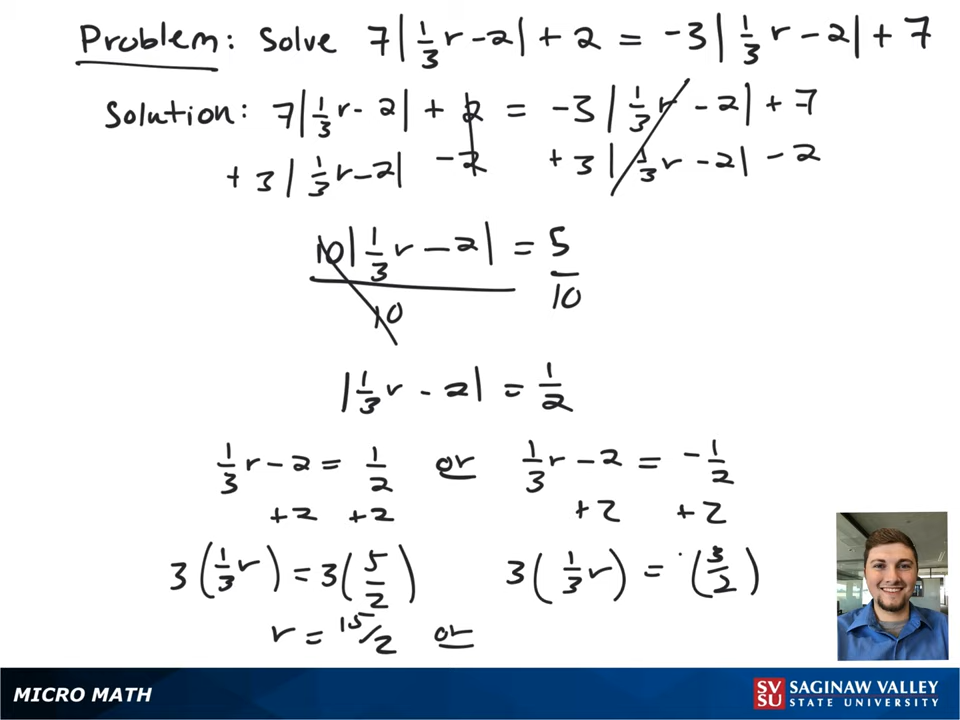 Problem: Solve 7|1/3 r - 2| + 2 = -3|1/3 r - 2| + 7
Solution: 7|1/3 r - 2| + 2 = -3|1/3 r - 2| + 7
+ 3|1/3 r - 2| - 2 + 3|1/3 r - 2| - 2
10|1/3 r - 2| = 5
10 10
|1/3 r - 2| = 1/2
1/3 r - 2 = 1/2 or 1/3 r - 2 = -1/2
+2 +2 +2 +2
3(1/3 r) = 3(5/2) 3(1/3 r) = (3/2)
r = 15/2 or
MICRO MATH
SVSU SAGINAW VALLEY
STATE UNIVERSITY